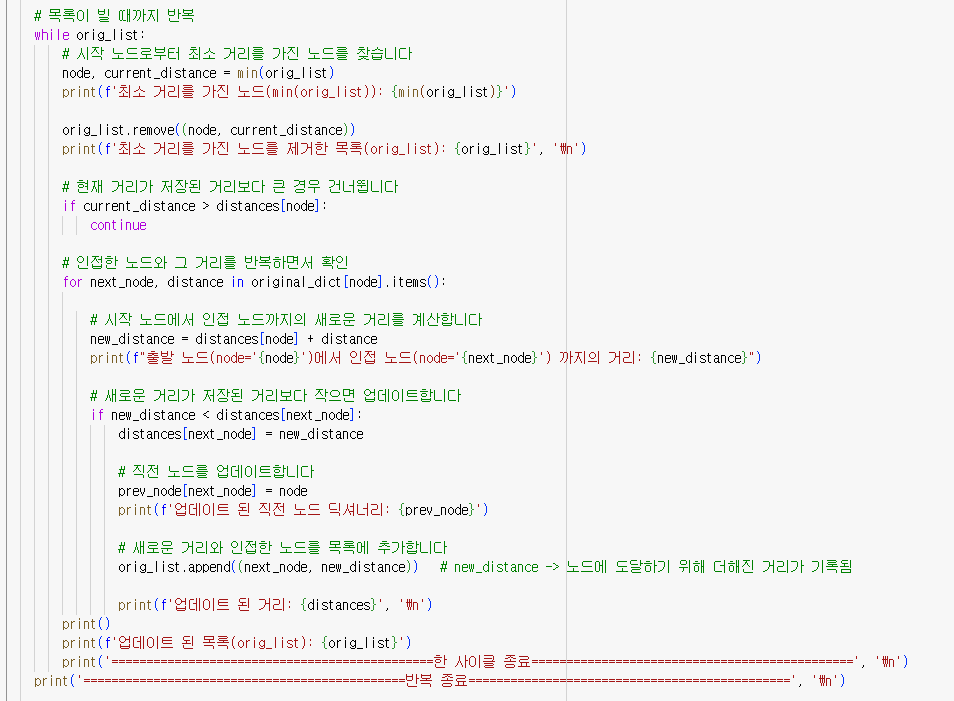 # 목록이 빌 때까지 반복
while orig_list:
# 시작 노드로부터 최소 거리를 가진 노드를 찾습니다
node, current_distance = min(orig_list)
print(f'최소 거리를 가진 노드(min(orig_list)): {min(orig_list)}')
orig_list.remove((node, current_distance))
print(f'최소 거리를 가진 노드를 제거한 목록(orig_list): {orig_list}', '₩n')
# 현재 거리가 저장된 거리보다 큰 경우 건너뜁니다
if current_distance > distances[node]:
continue
# 인접한 노드와 그 거리를 반복하면서 확인
for next_node, distance in original_dict[node].items():
# 시작 노드에서 인접 노드까지의 새로운 거리를 계산합니다
new_distance = distances[node] + distance
print(f"출발 노드(node='{node}')에서 인접 노드(node='{next_node}') 까지의 거리: {new_distance}")
# 새로운 거리가 저장된 거리보다 작으면 업데이트합니다
if new_distance < distances[next_node]:
distances[next_node] = new_distance
# 직전 노드를 업데이트합니다
prev_node[next_node] = node
print(f'업데이트 된 직전 노드 딕셔너리: {prev_node}')
# 새로운 거리와 인접한 노드를 목록에 추가합니다
orig_list.append((next_node, new_distance)) # new_distance -> 노드에 도달하기 위해 더해진 거리가 기록됨
print(f'업데이트 된 거리: {distances}', '₩n')
print()
print(f'업데이트 된 목록(orig_list): {orig_list}')
print('==============================================한 사이클 종료==============================================', '₩n')
print('==============================================반복 종료==============================================', '₩n')